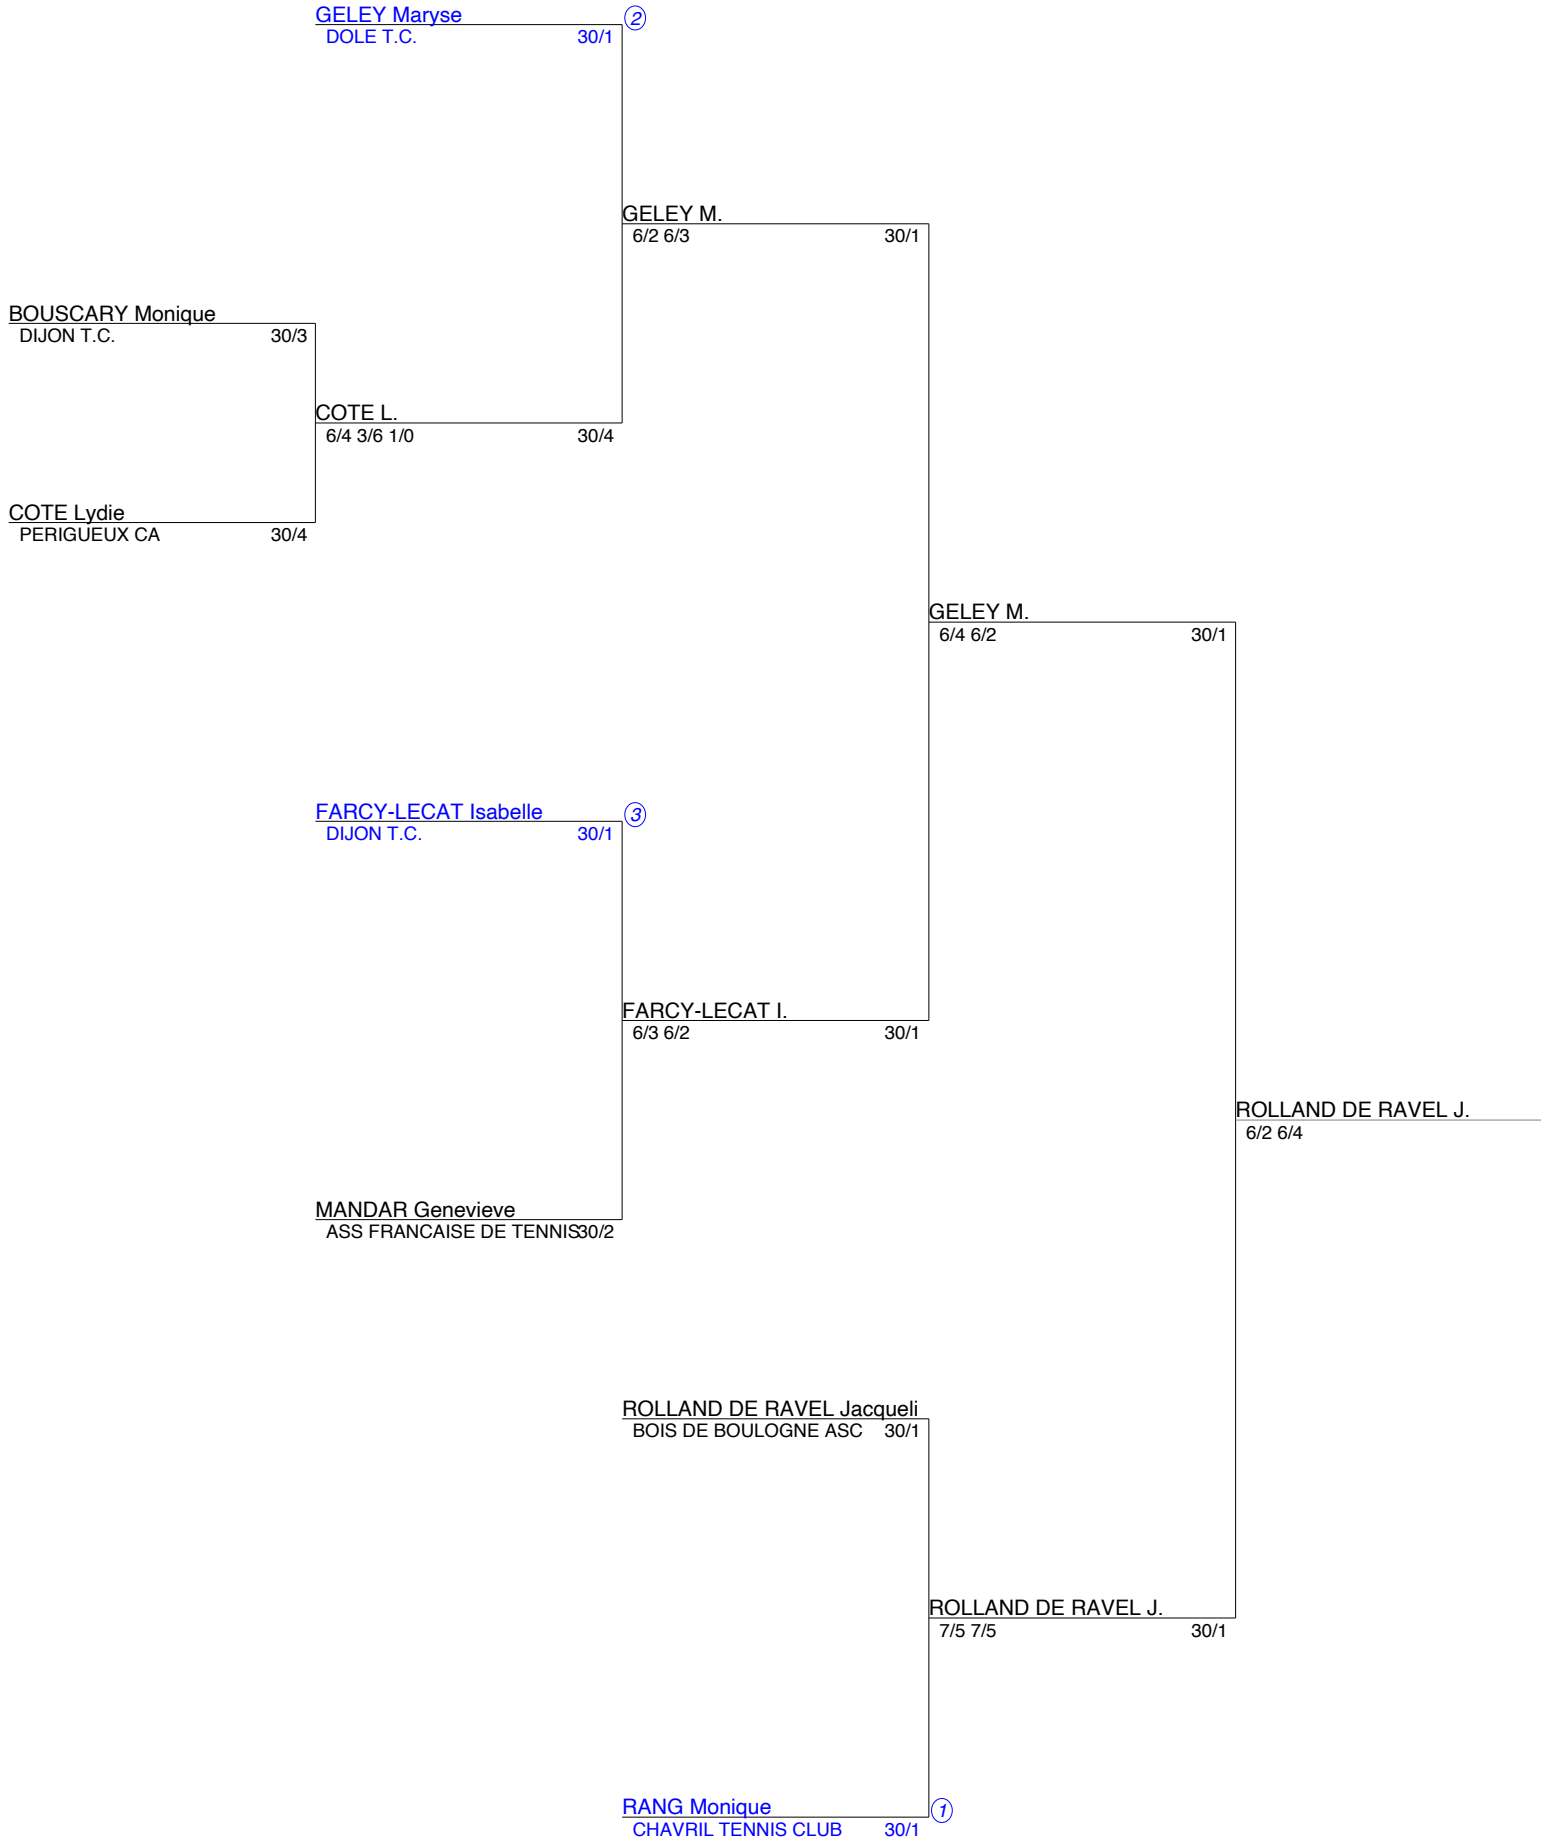 GELEY Maryse 2
DOLE T.C. 30/1
GELEY M.
6/2 6/3 30/1
BOUSCARY Monique
DIJON T.C. 30/3
COTE L.
6/4 3/6 1/0 30/4
COTE Lydie
PERIGUEUX CA 30/4
GELEY M.
6/4 6/2 30/1
FARCY-LECAT Isabelle 3
DIJON T.C. 30/1
FARCY-LECAT I.
6/3 6/2 30/1
ROLLAND DE RAVEL J.
6/2 6/4
MANDAR Genevieve
ASS FRANCAISE DE TENNIS 30/2
ROLLAND DE RAVEL Jacqueli
BOIS DE BOULOGNE ASC 30/1
ROLLAND DE RAVEL J.
7/5 7/5 30/1
RANG Monique 1
CHAVRIL TENNIS CLUB 30/1